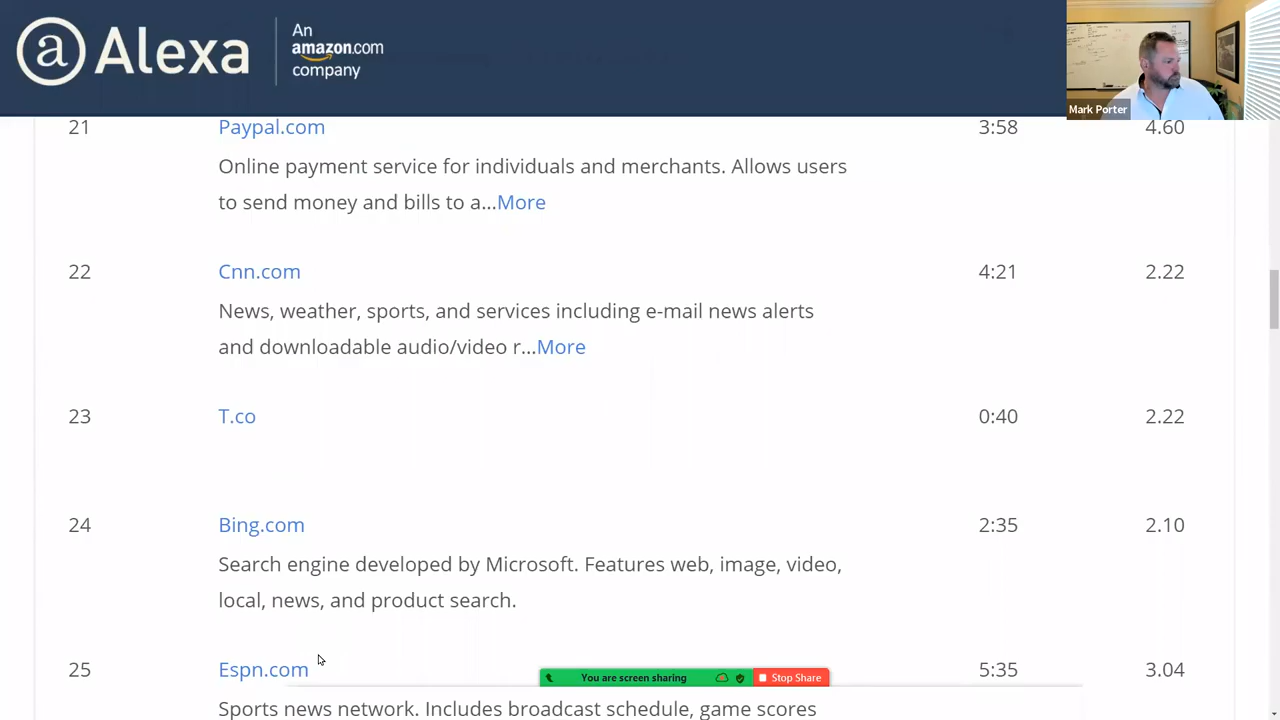 a Alexa
An
amazon.com
company
Mark Porter
21 Paypal.com 3:58 4.60
Online payment service for individuals and merchants. Allows users
to send money and bills to a...More
22 Cnn.com 4:21 2.22
News, weather, sports, and services including e-mail news alerts
and downloadable audio/video r...More
23 T.co 0:40 2.22
24 Bing.com 2:35 2.10
Search engine developed by Microsoft. Features web, image, video,
local, news, and product search.
25 Espn.com 5:35 3.04
You are screen sharing Stop Share
Sports news network. Includes broadcast schedule, game scores